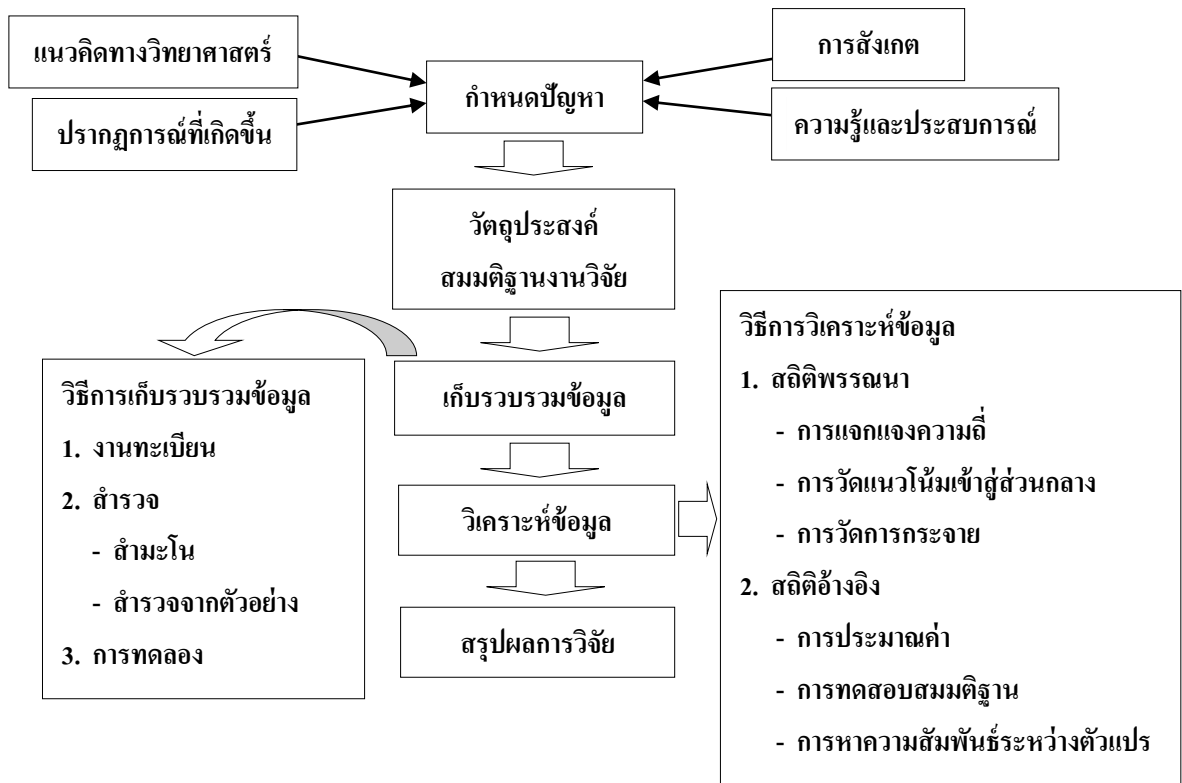 แนวคิดทางวิทยาศาสตร์
การสังเกต
กำหนดปัญหา
ปรากฏการณ์ที่เกิดขึ้น
ความรู้และประสบการณ์
วัตถุประสงค์
สมมติฐานงานวิจัย
วิธีการเก็บรวบรวมข้อมูล
1. งานทะเบียน
2. สำรวจ
- สำมะโน
- สำรวจจากตัวอย่าง
3. การทดลอง
เก็บรวบรวมข้อมูล
วิเคราะห์ข้อมูล
สรุปผลการวิจัย
วิธีการวิเคราะห์ข้อมูล
1. สถิติพรรณนา
- การแจกแจงความถี่
- การวัดแนวโน้มเข้าสู่ส่วนกลาง
- การวัดการกระจาย
2. สถิติอ้างอิง
- การประมาณค่า
- การทดสอบสมมติฐาน
- การหาความสัมพันธ์ระหว่างตัวแปร